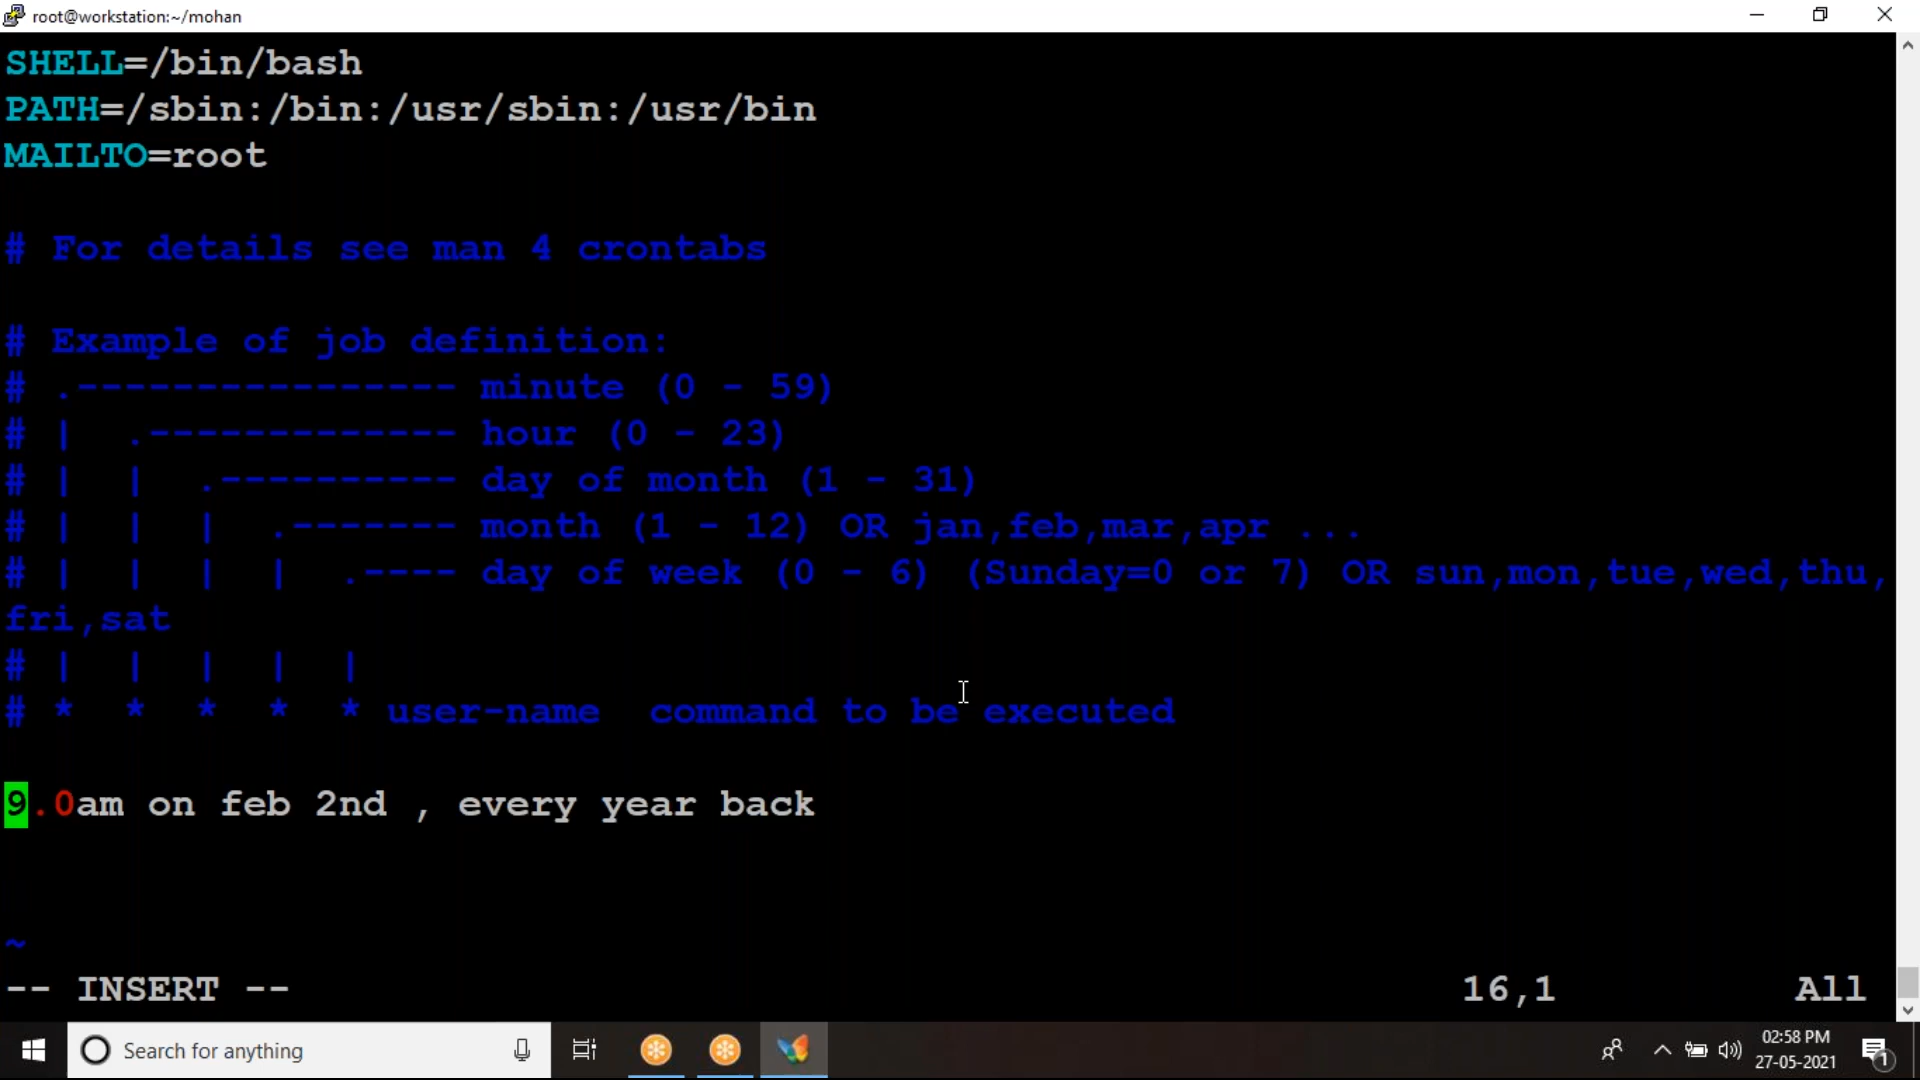 root@workstation:~/mohan
SHELL=/bin/bash
PATH=/sbin:/bin:/usr/sbin:/usr/bin
MAILTO=root
# For details see man 4 crontabs
# Example of job definition:
# .---------------- minute (0 - 59)
# |  .------------- hour (0 - 23)
# |  |  .---------- day of month (1 - 31)
# |  |  |  .------- month (1 - 12) OR jan,feb,mar,apr ...
# |  |  |  |  .---- day of week (0 - 6) (Sunday=0 or 7) OR sun,mon,tue,wed,thu,
fri,sat
# |  |  |  |  |
# *  *  *  *  * user-name  command to be executed
9.0am on feb 2nd , every year back
~
-- INSERT -- 16,1 All
Search for anything
02:58 PM
27-05-2021
1